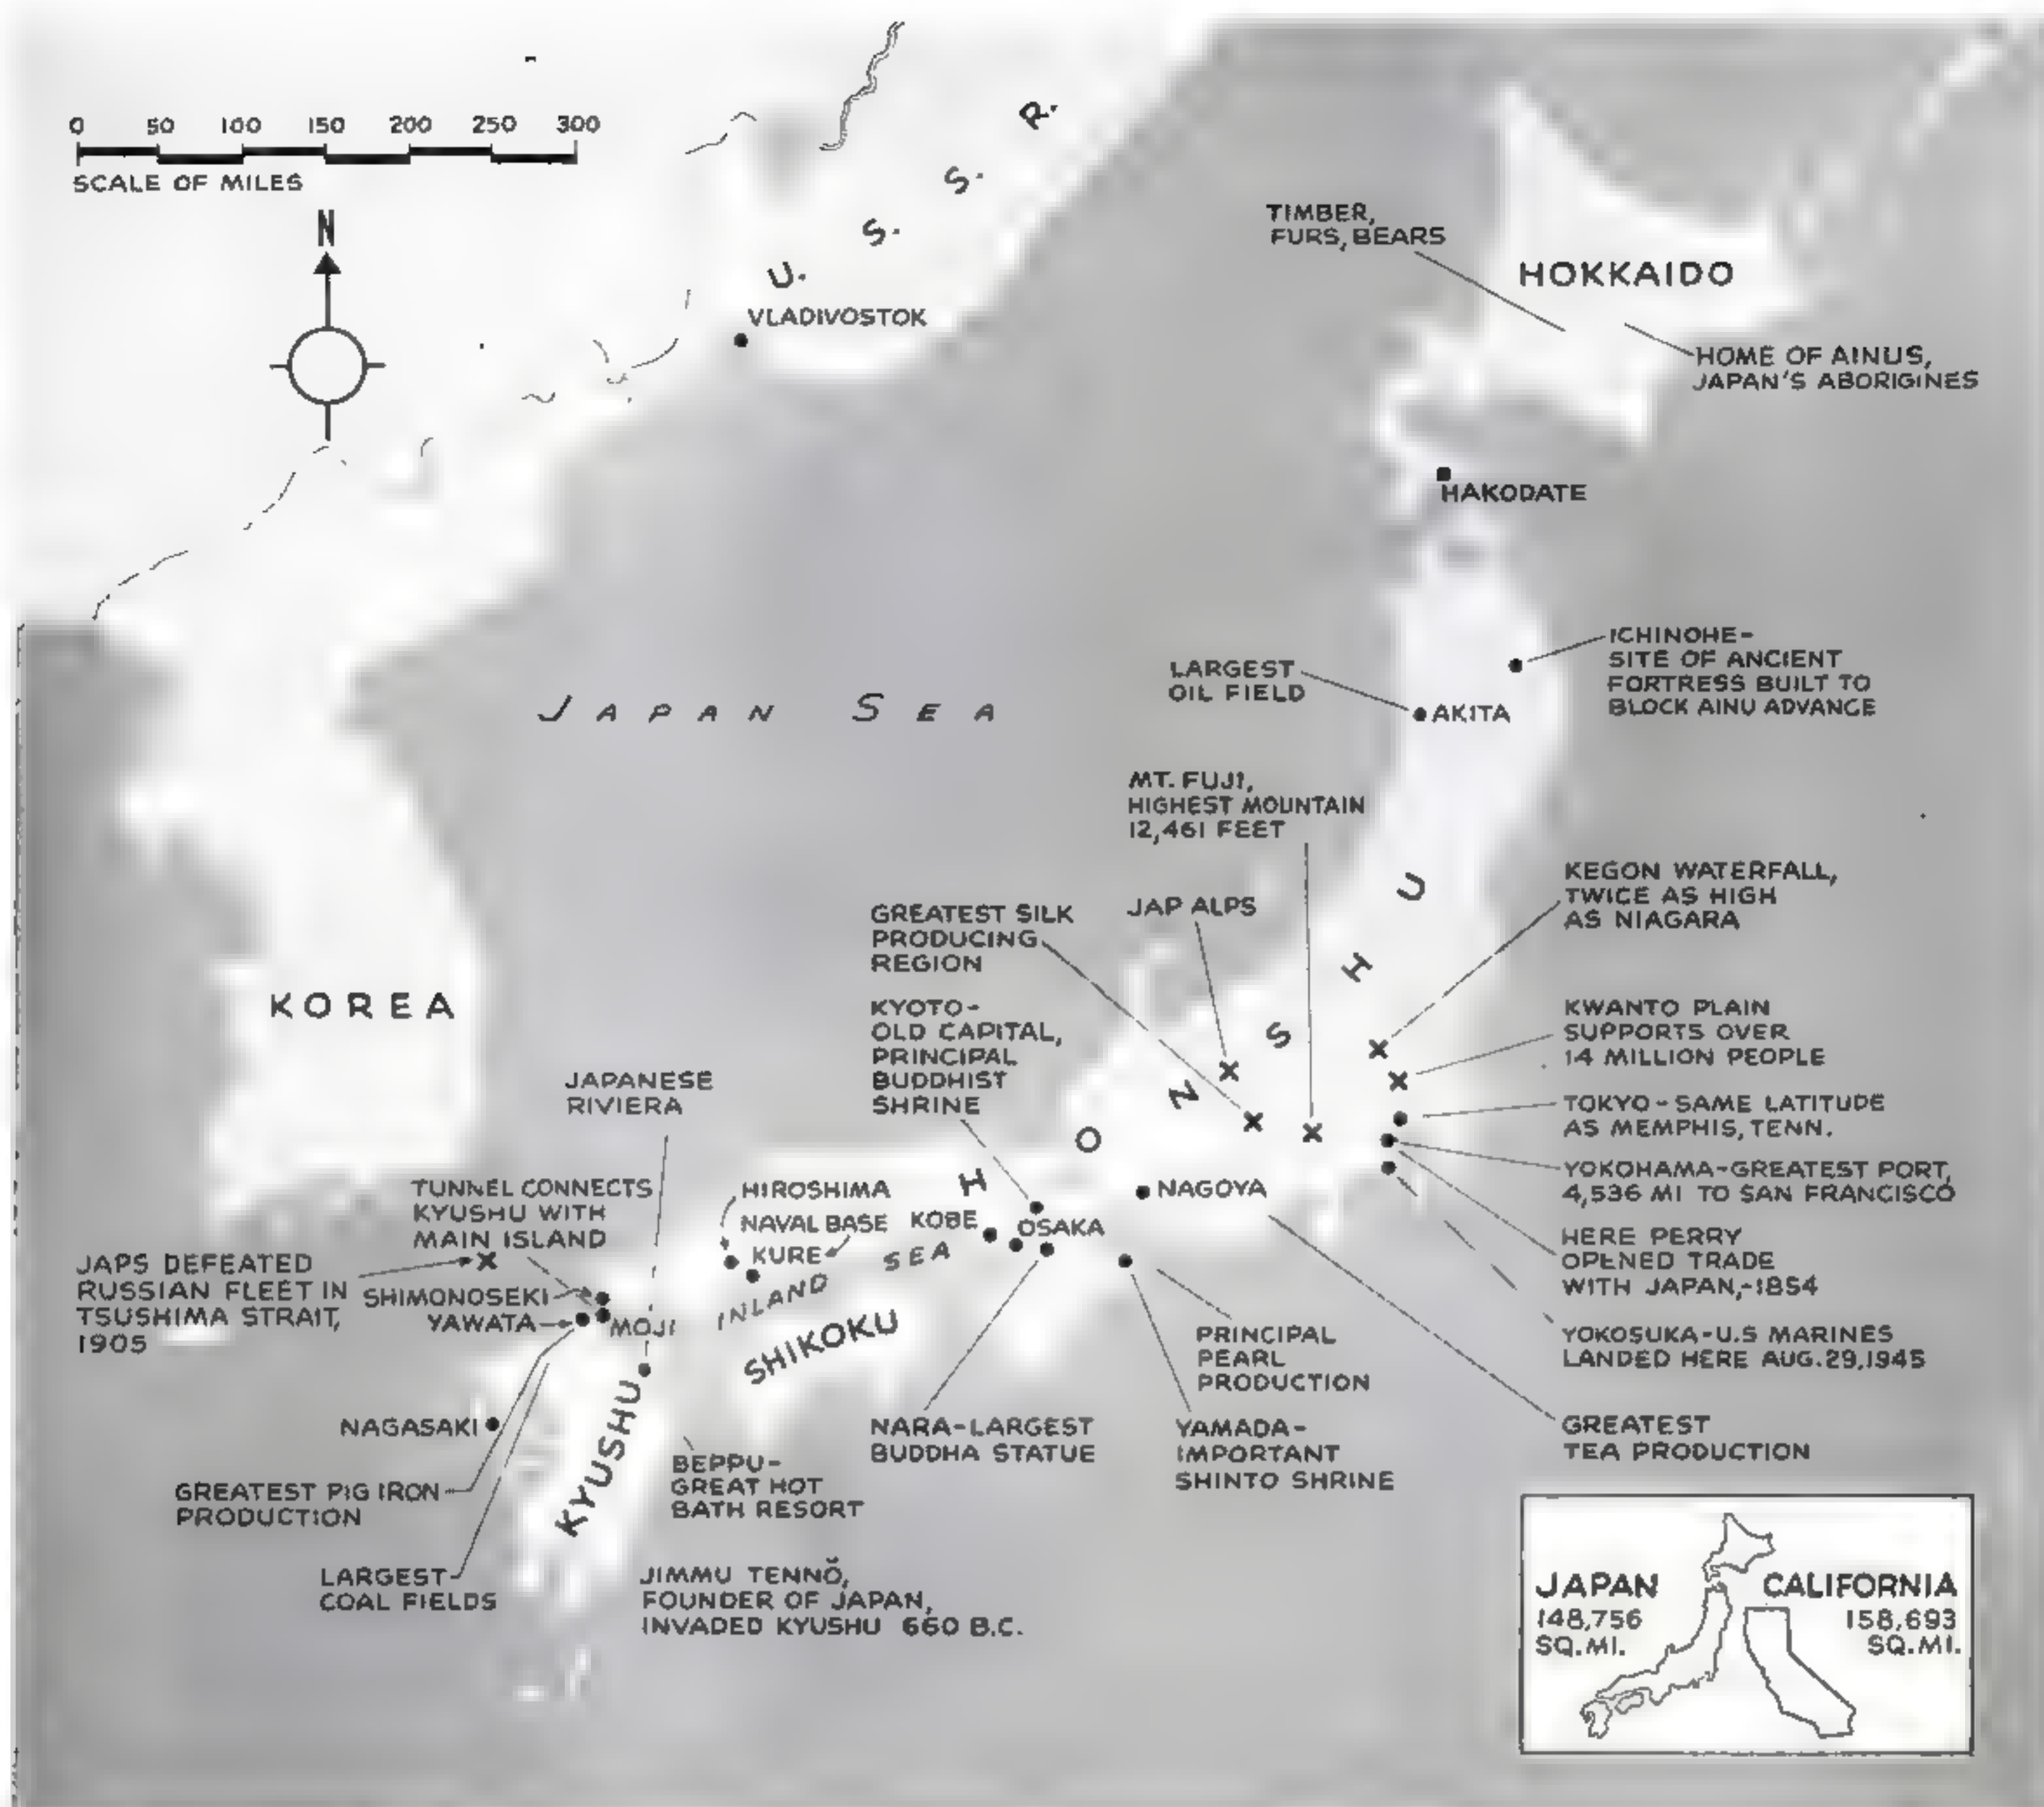 0 50 100 150 200 250 300
SCALE OF MILES
N
U. S. S. R.
VLADIVOSTOK
TIMBER,
FURS, BEARS
HOKKAIDO
HOME OF AINUS,
JAPAN'S ABORIGINES
HAKODATE
JAPAN SEA
LARGEST
OIL FIELD
AKITA
ICHINOHE-
SITE OF ANCIENT
FORTRESS BUILT TO
BLOCK AINU ADVANCE
MT. FUJI,
HIGHEST MOUNTAIN
12,461 FEET
JAP ALPS
GREATEST SILK
PRODUCING
REGION
KEGON WATERFALL,
TWICE AS HIGH
AS NIAGARA
KOREA
HONSHU
KYOTO-
OLD CAPITAL,
PRINCIPAL
BUDDHIST
SHRINE
KWANTO PLAIN
SUPPORTS OVER
14 MILLION PEOPLE
JAPANESE
RIVIERA
TOKYO-SAME LATITUDE
AS MEMPHIS, TENN.
YOKOHAMA-GREATEST PORT,
4,536 MI TO SAN FRANCISCO
TUNNEL CONNECTS
KYUSHU WITH
MAIN ISLAND
HIROSHIMA
NAVAL BASE
KURE
KOBE
OSAKA
NAGOYA
INLAND SEA
HERE PERRY
OPENED TRADE
WITH JAPAN,-1854
JAPS DEFEATED
RUSSIAN FLEET IN
TSUSHIMA STRAIT,
1905
SHIMONOSEKI
YAWATA
MOJI
SHIKOKU
PRINCIPAL
PEARL
PRODUCTION
YOKOSUKA-U.S MARINES
LANDED HERE AUG.29,1945
NAGASAKI
KYUSHU
BEPPU-
GREAT HOT
BATH RESORT
NARA-LARGEST
BUDDHA STATUE
YAMADA-
IMPORTANT
SHINTO SHRINE
GREATEST
TEA PRODUCTION
GREATEST PIG IRON
PRODUCTION
LARGEST
COAL FIELDS
JIMMU TENNŎ,
FOUNDER OF JAPAN,
INVADED KYUSHU 660 B.C.
JAPAN
148,756
SQ.MI.
CALIFORNIA
158,693
SQ.MI.